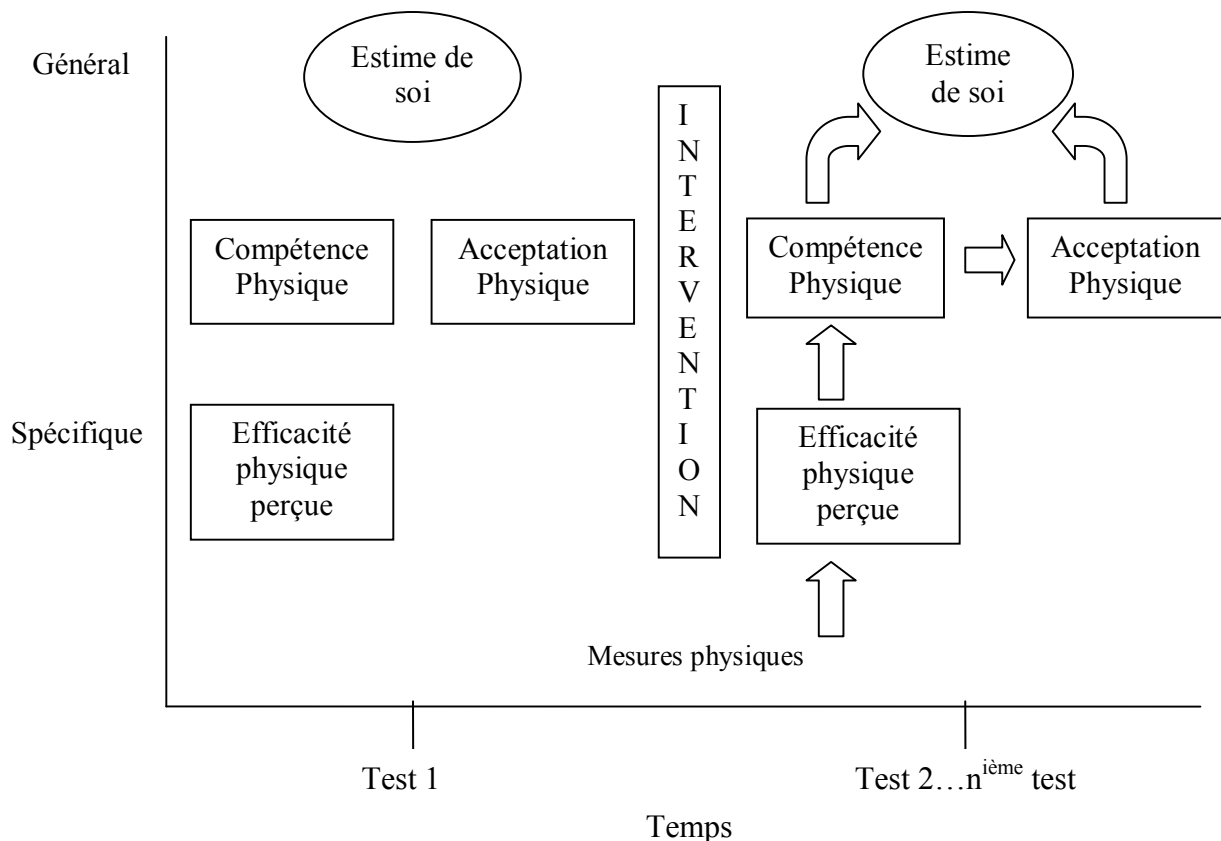 Général
Estime de
soi
Estime
de soi
I
N
T
E
R
V
E
N
T
I
O
N
Compétence
Physique
Acceptation
Physique
Compétence
Physique
Acceptation
Physique
Spécifique
Efficacité
physique
perçue
Efficacité
physique
perçue
Mesures physiques
Test 1
Test 2…nième test
Temps